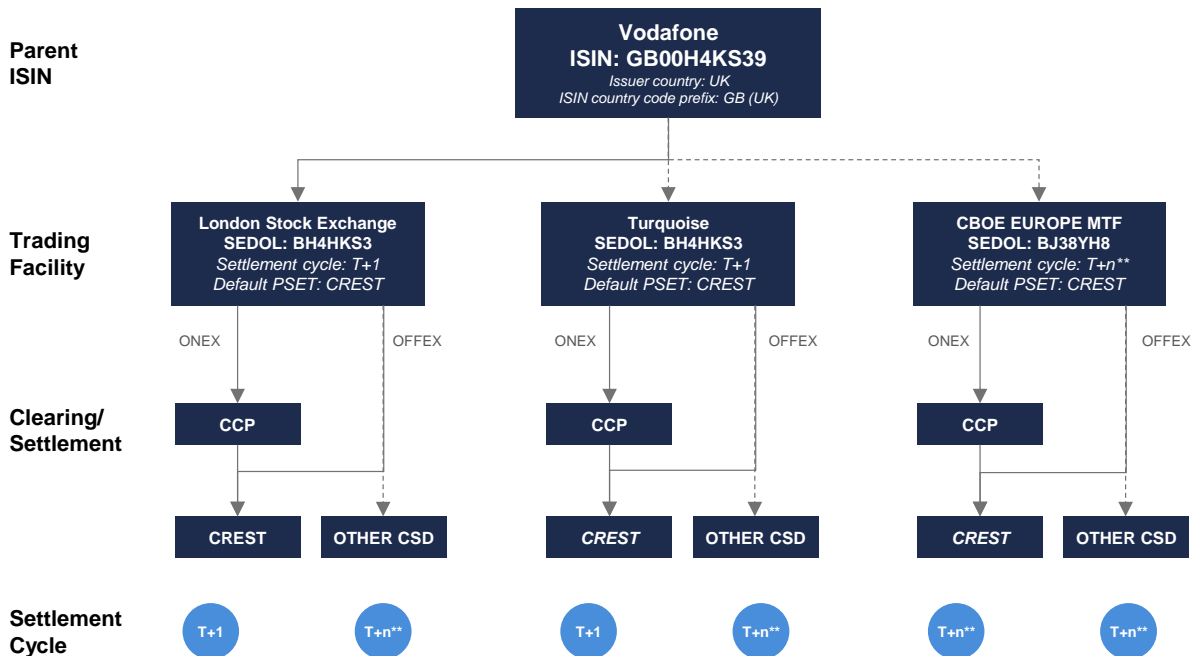 Parent
ISIN
Vodafone
ISIN: GB00H4KS39
Issuer country: UK
ISIN country code prefix: GB (UK)
Trading
Facility
London Stock Exchange
SEDOL: BH4HKS3
Settlement cycle: T+1
Default PSET: CREST
Turquoise
SEDOL: BH4HKS3
Settlement cycle: T+1
Default PSET: CREST
CBOE EUROPE MTF
SEDOL: BJ38YH8
Settlement cycle: T+n**
Default PSET: CREST
ONEX
OFFEX
ONEX
OFFEX
ONEX
OFFEX
Clearing/
Settlement
CCP
CCP
CCP
CREST
OTHER CSD
CREST
OTHER CSD
CREST
OTHER CSD
Settlement
Cycle
T+1
T+n**
T+1
T+n**
T+n**
T+n**